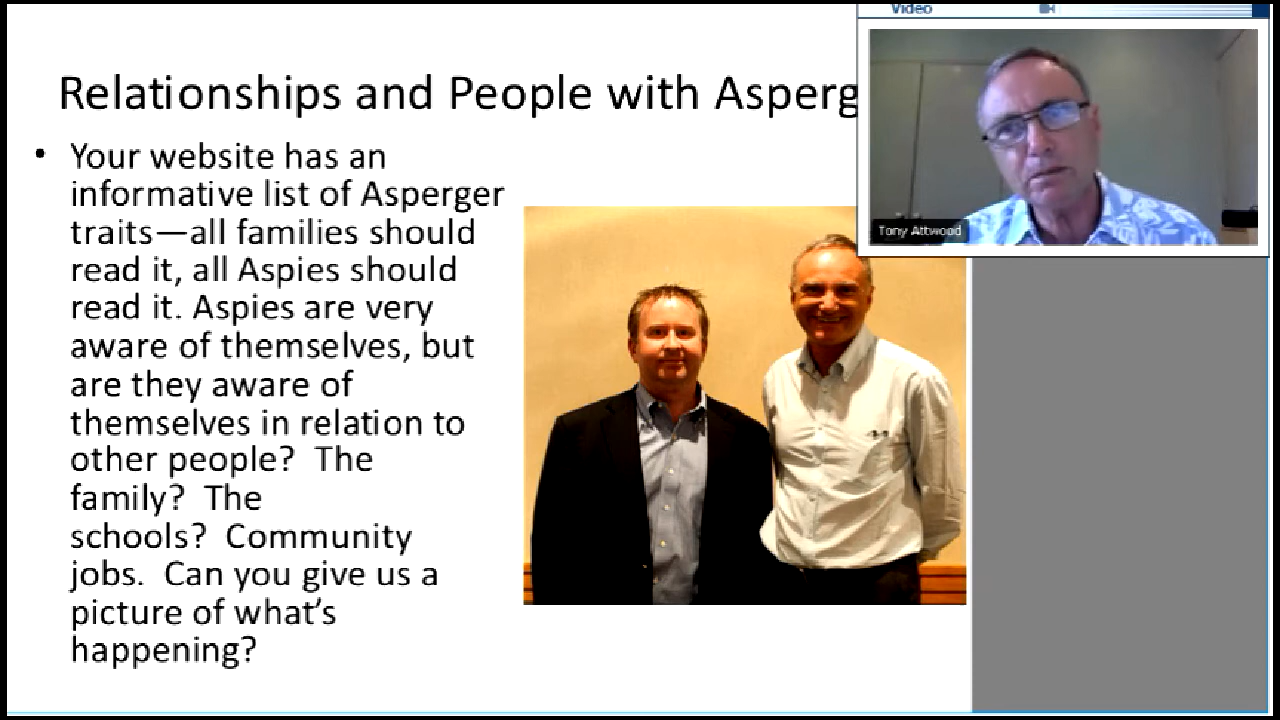 Video
Relationships and People with Asperg
• Your website has an
informative list of Asperger
traits—all families should
read it, all Aspies should
read it. Aspies are very
aware of themselves, but
are they aware of
themselves in relation to
other people?  The
family?  The
schools?  Community
jobs.  Can you give us a
picture of what’s
happening?
Tony Attwood